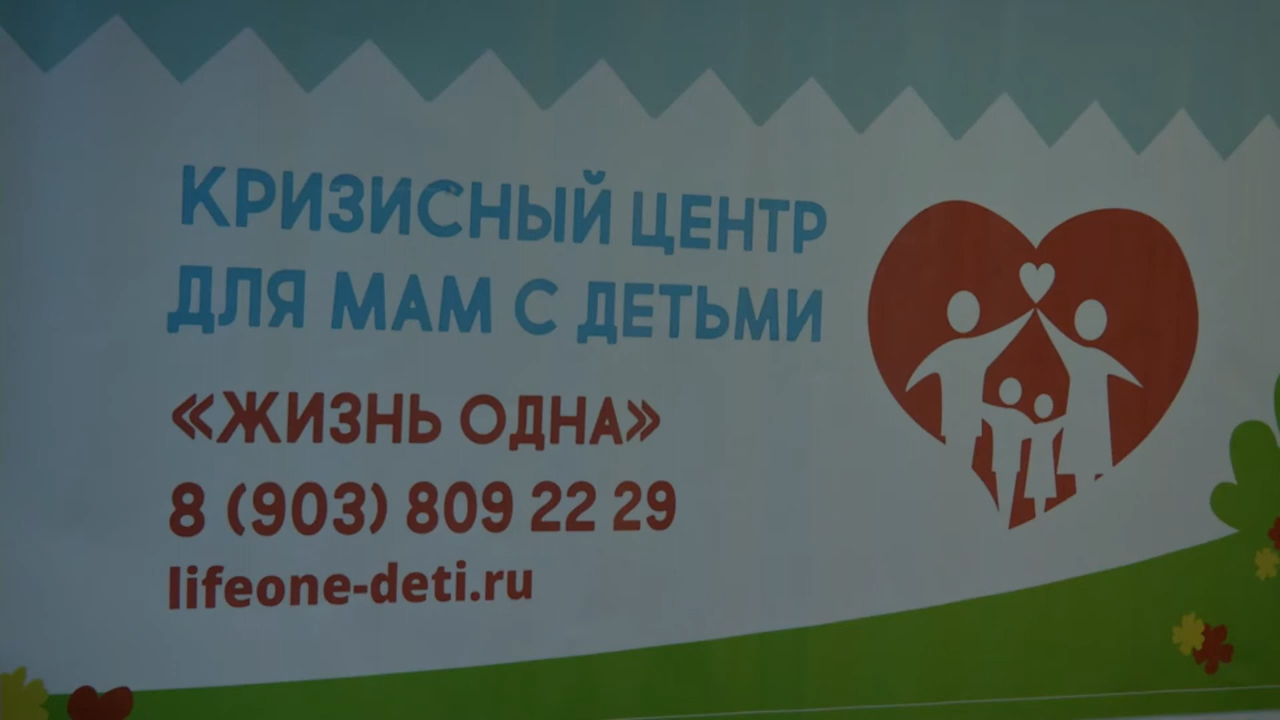 КРИЗИСНЫЙ ЦЕНТР
ДЛЯ МАМ С ДЕТЬМИ
«ЖИЗНЬ ОДНА»
8 (903) 809 22 29
lifeone-deti.ru